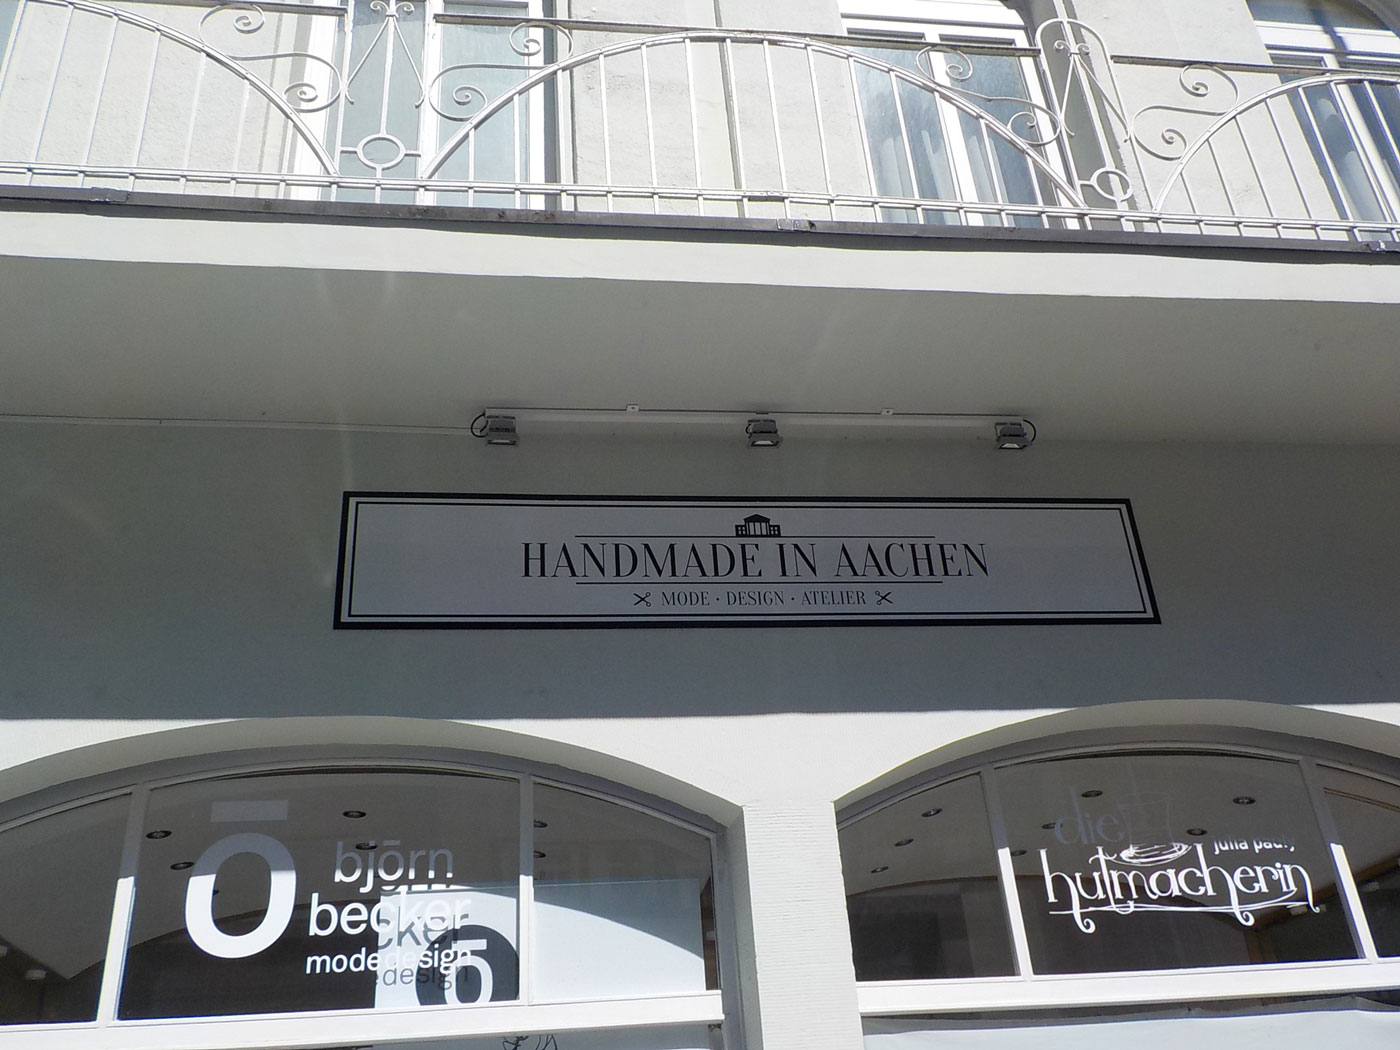 HANDMADE IN AACHEN
MODE · DESIGN · ATELIER
ō
björn
becker
modedesign
die
julia pauly
hutmacherin